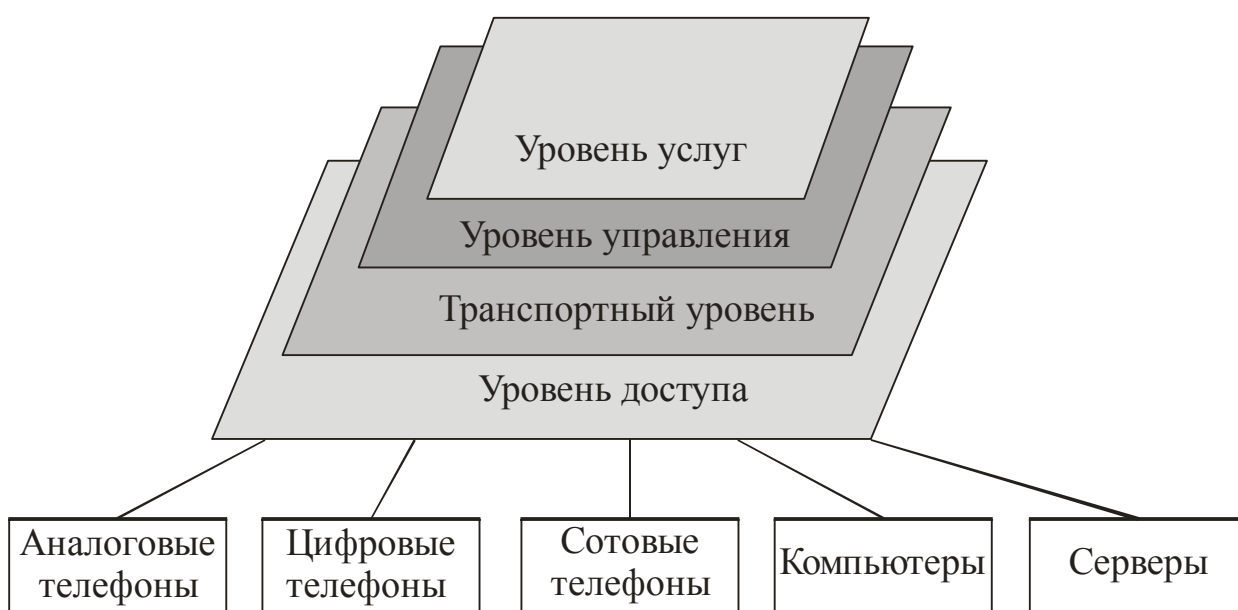 Уровень услуг
Уровень управления
Транспортный уровень
Уровень доступа
Аналоговые
телефоны
Цифровые
телефоны
Сотовые
телефоны
Компьютеры
Серверы